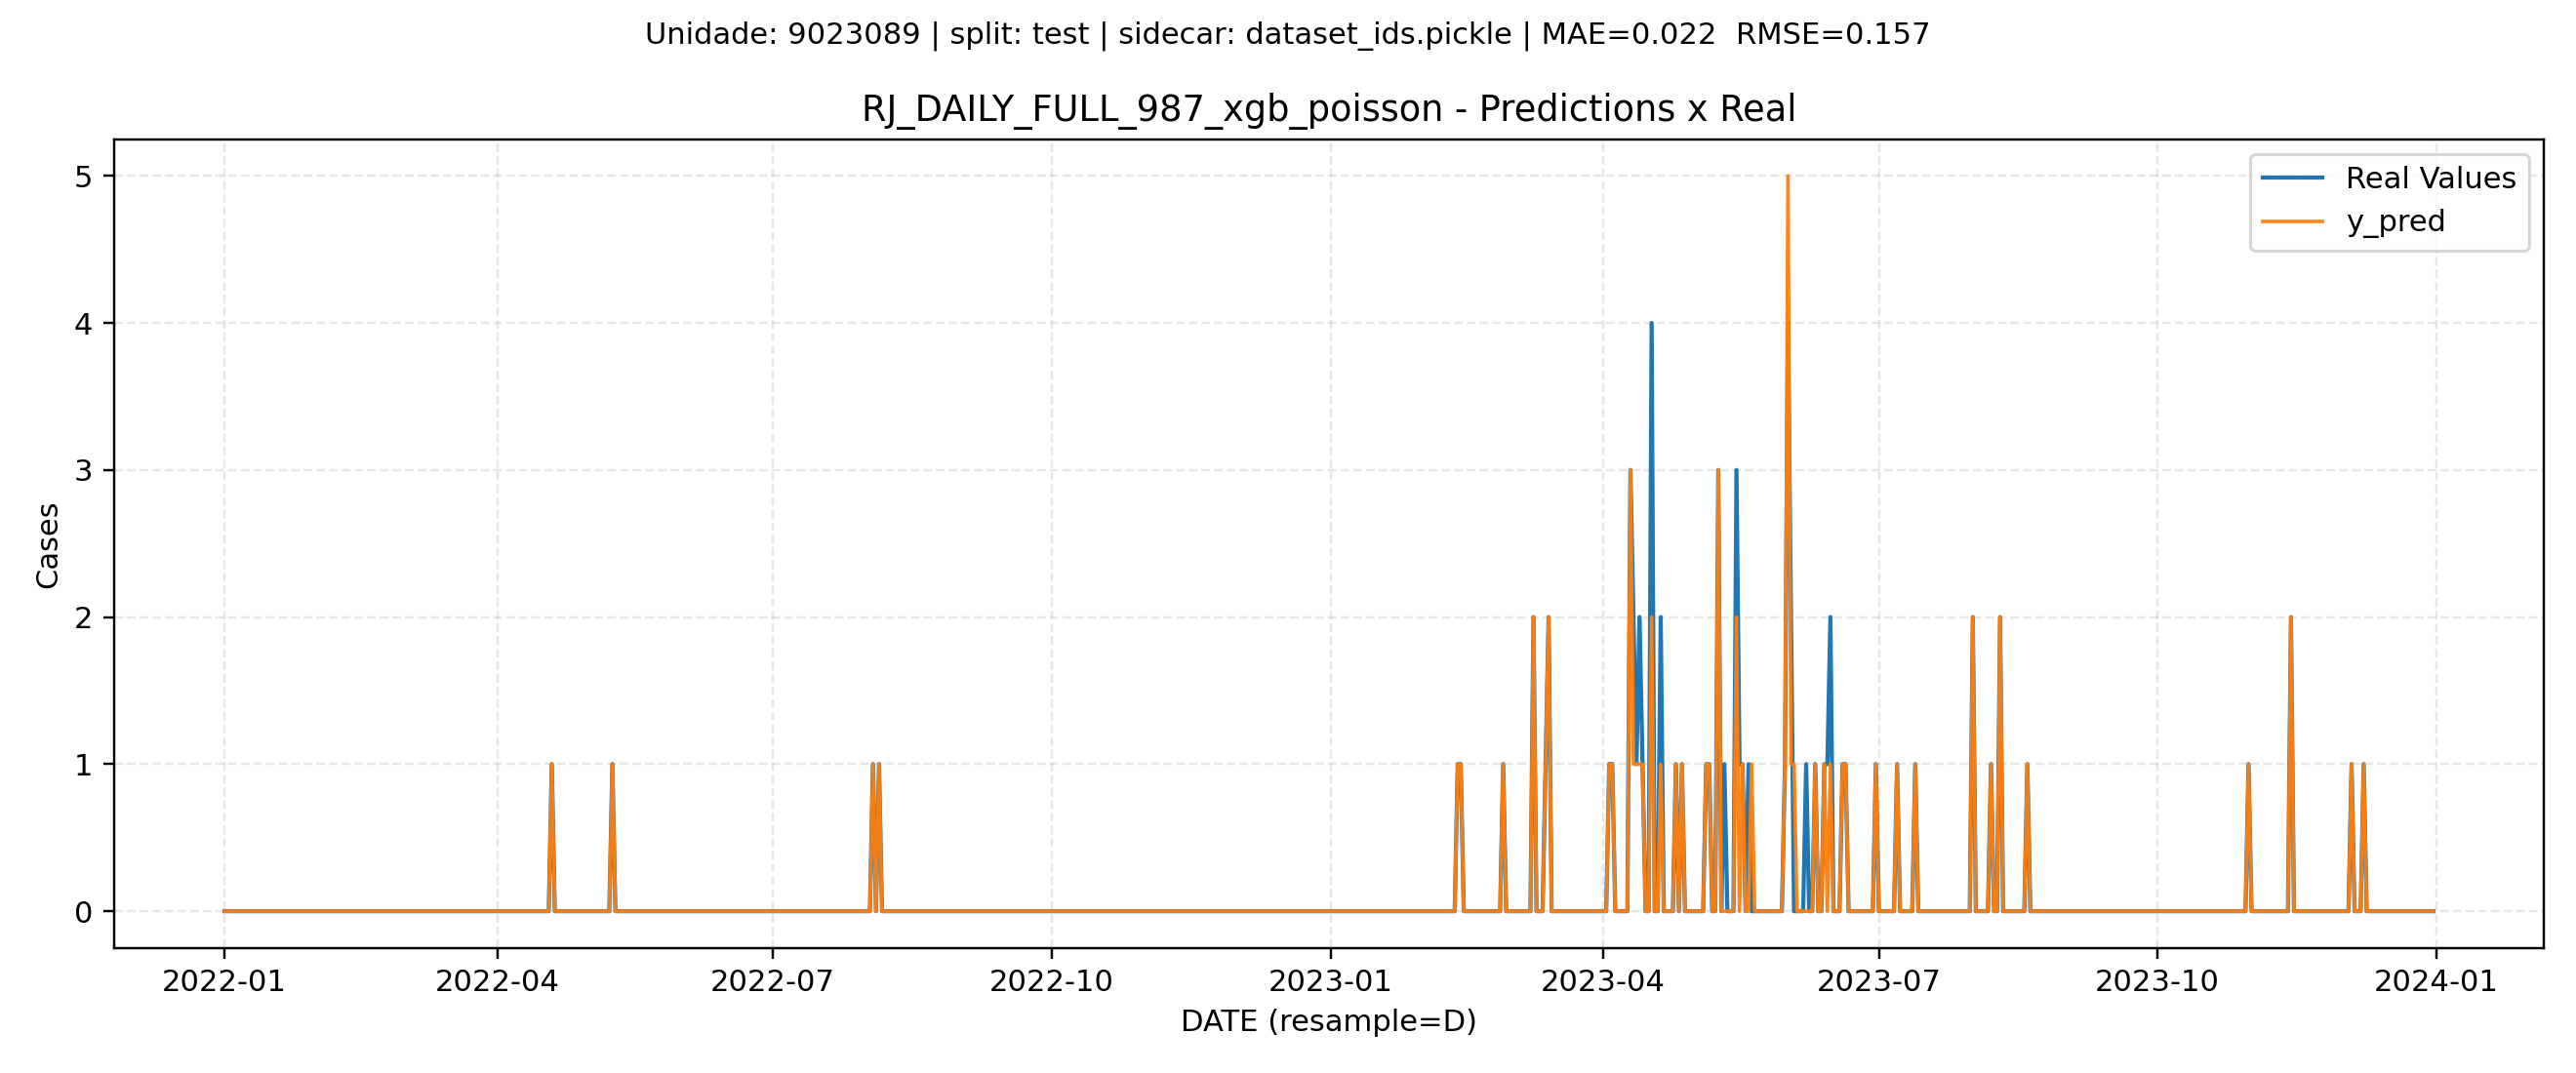 Unidade: 9023089 | split: test | sidecar: dataset_ids.pickle | MAE=0.022  RMSE=0.157
RJ_DAILY_FULL_987_xgb_poisson - Predictions x Real
Real Values
y_pred
Cases
5
4
3
2
1
0
2022-01 2022-04 2022-07 2022-10 2023-01 2023-04 2023-07 2023-10 2024-01
DATE (resample=D)